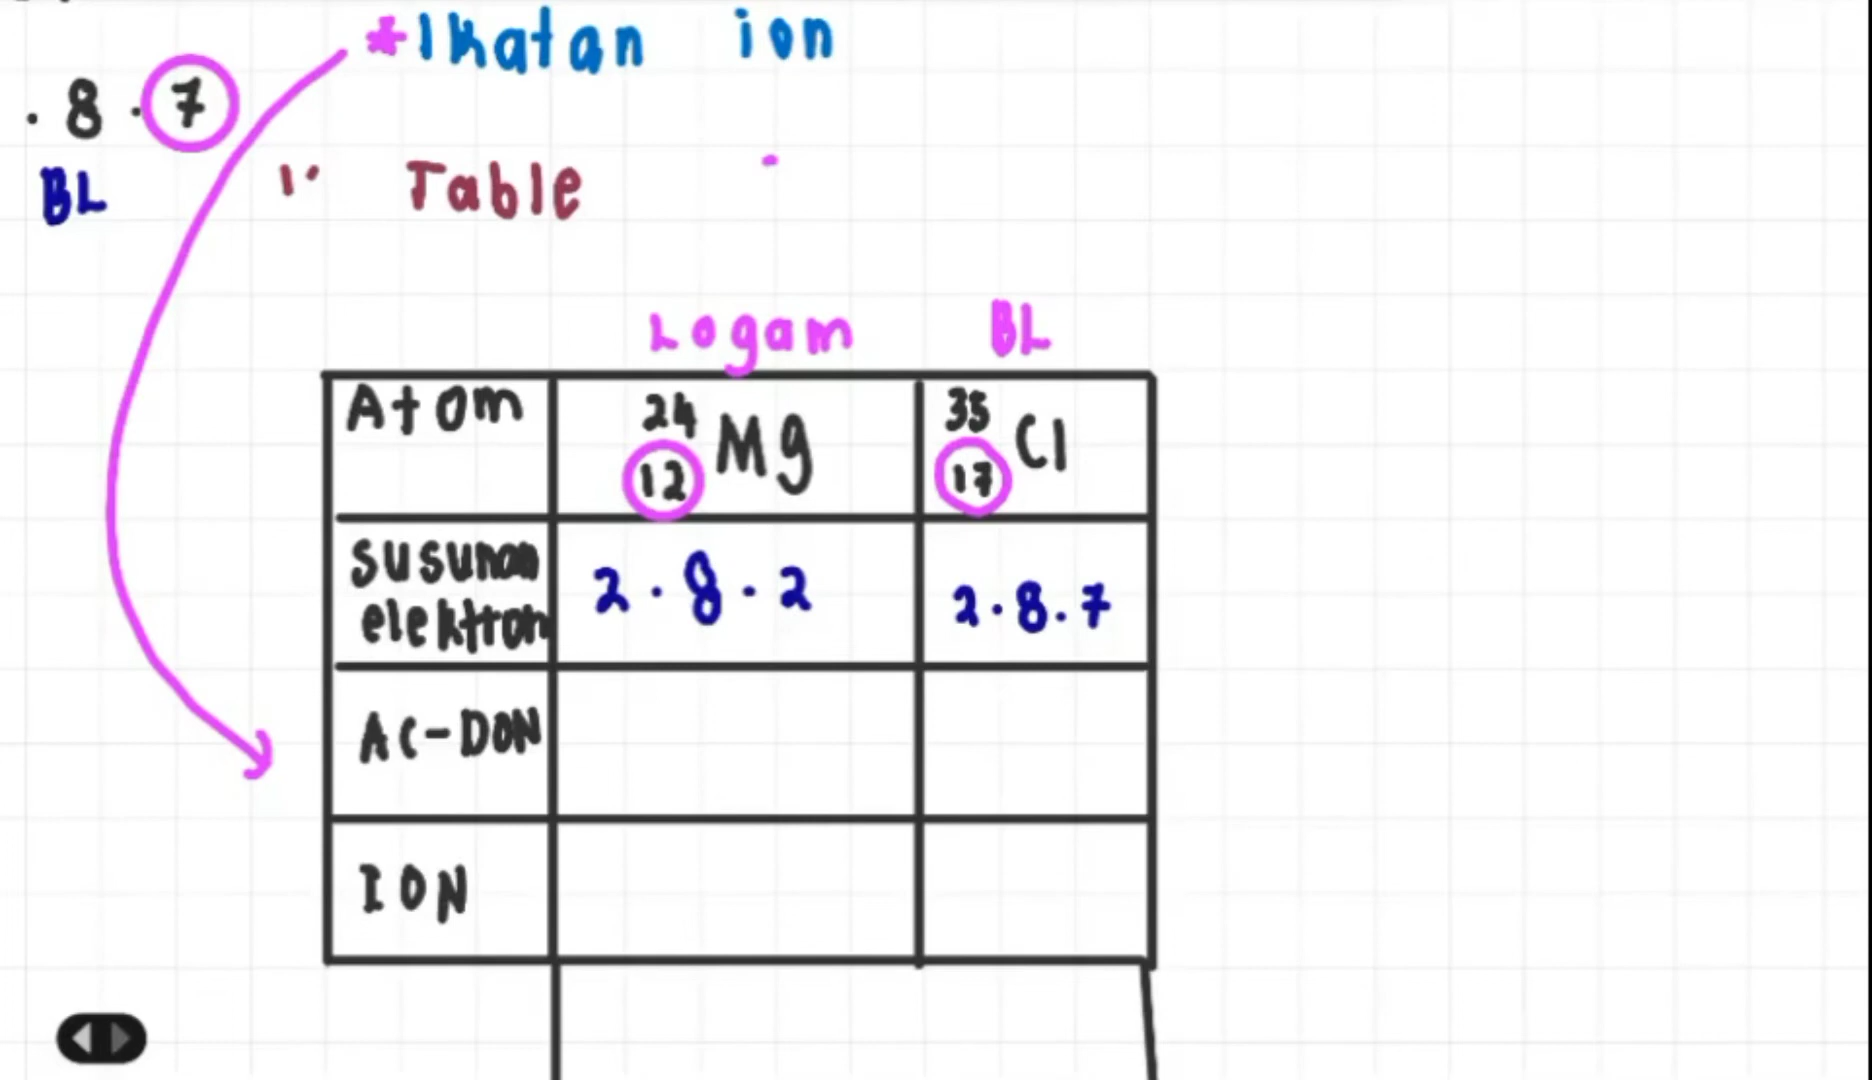 *Ikatan ion
. 8 . 7
BL
1. Table
Logam BL
Atom 24 12 Mg 35 17 Cl
susunan elektron 2.8.2 2.8.7
AC-DON
ION